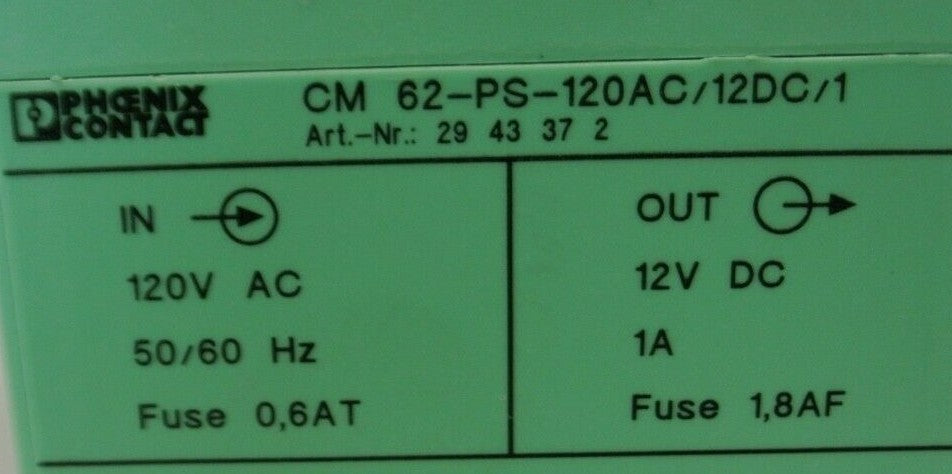 PHŒNIX
CONTACT
CM 62-PS-120AC/12DC/1
Art.-Nr.: 29 43 37 2
IN
120V AC
50/60 Hz
Fuse 0,6AT
OUT
12V DC
1A
Fuse 1,8AF